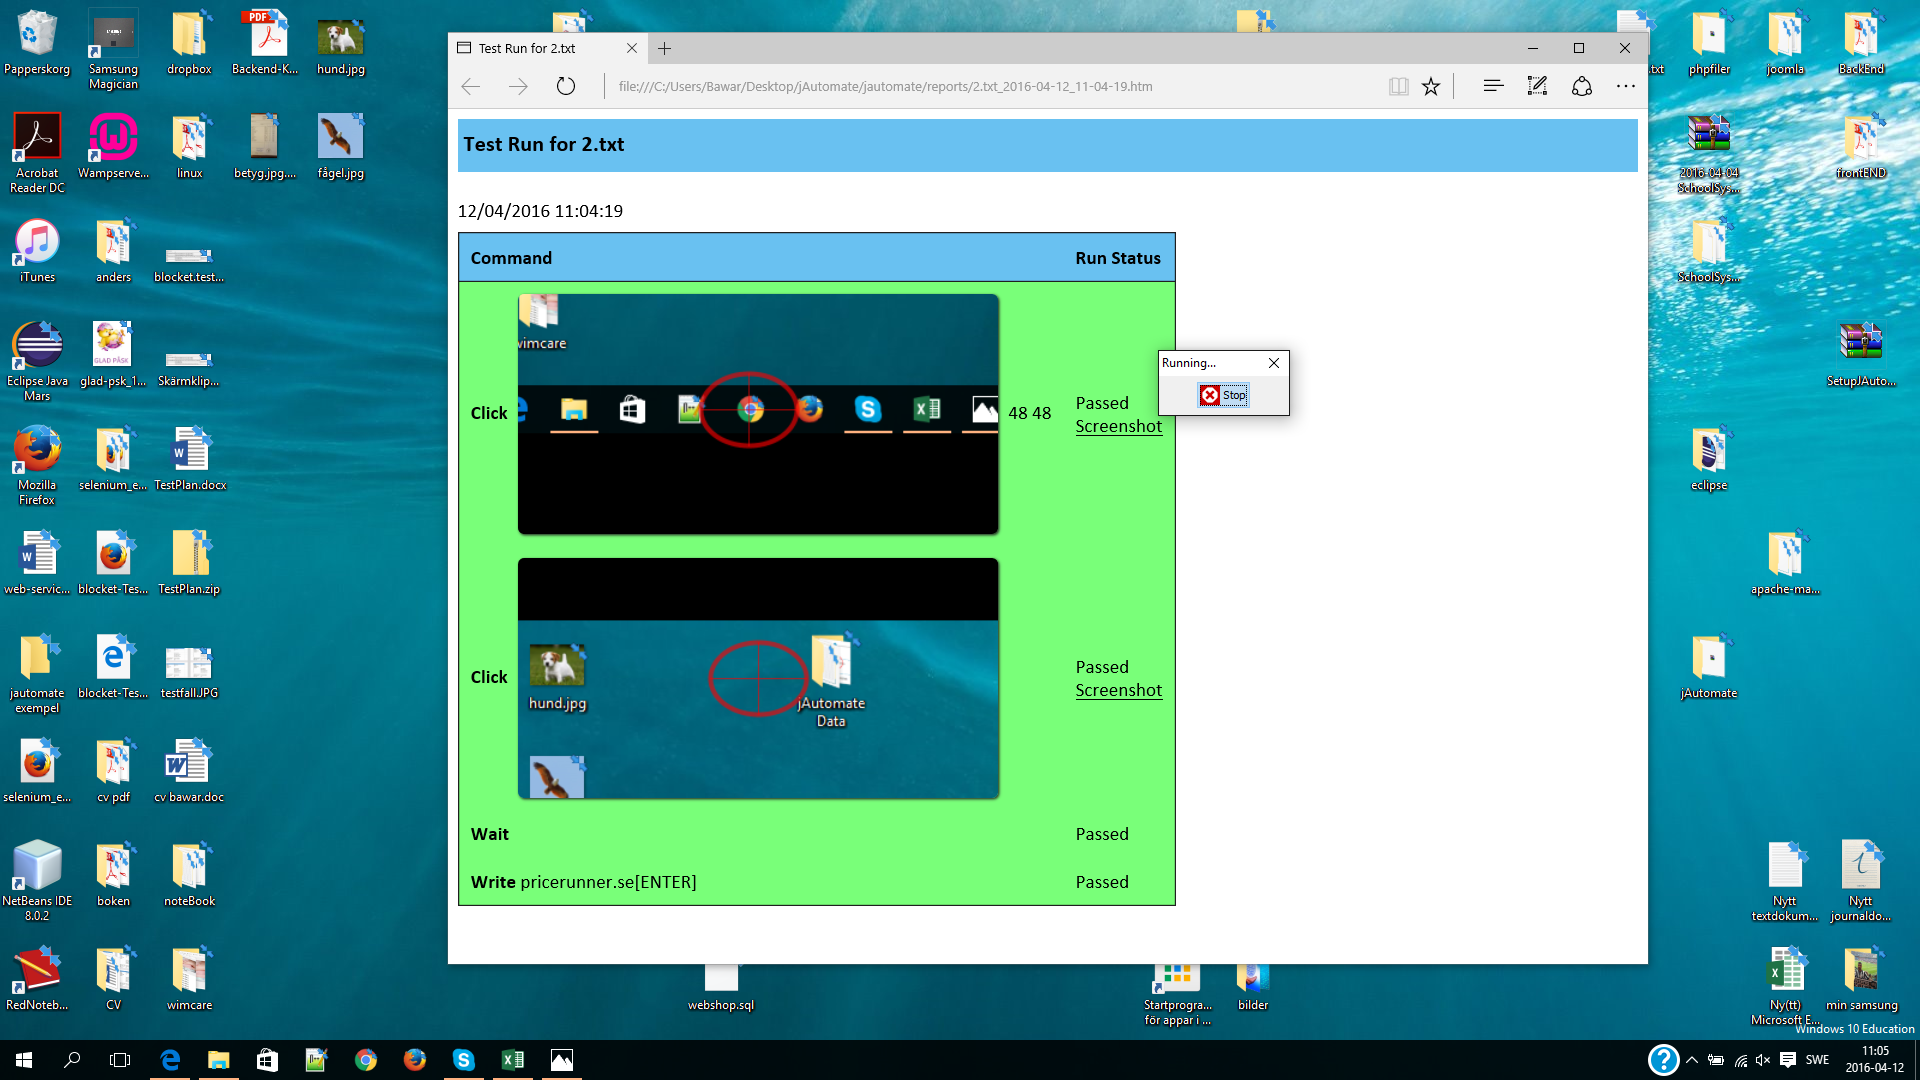 Papperskorg
Samsung
Magician
dropbox
Backend-K...
hund.jpg
.txt
phpfiler
joomla
BackEnd
Test Run for 2.txt
file:///C:/Users/Bawar/Desktop/jAutomate/jautomate/reports/2.txt_2016-04-12_11-04-19.htm
Test Run for 2.txt
12/04/2016 11:04:19
Command
Run Status
wimcare
Click
48 48
Passed
Screenshot
hund.jpg
jAutomate
Data
Click
Passed
Screenshot
Wait
Passed
Write pricerunner.se[ENTER]
Passed
Running...
Stop
Acrobat
Reader DC
Wampserve...
linux
betyg.jpg....
fågel.jpg
2016-04-04
SchoolSys...
frontEND
iTunes
anders
blocket.test...
SchoolSys...
Eclipse Java
Mars
GLAD PÅSK
glad-psk_1...
Skärmklip...
SetupJAuto...
Mozilla
Firefox
selenium_e...
TestPlan.docx
eclipse
web-servic...
blocket-Tes...
TestPlan.zip
apache-ma...
jautomate
exempel
blocket-Tes...
testfall.JPG
jAutomate
selenium_e...
cv pdf
cv bawar.doc
NetBeans IDE
8.0.2
boken
noteBook
Nytt
textdokum...
Nytt
journaldo...
RedNoteb...
CV
wimcare
webshop.sql
Startprogra...
för appar i ...
bilder
Ny(tt)
Microsoft E...
min samsung
Windows 10 Education
SWE
11:05
2016-04-12